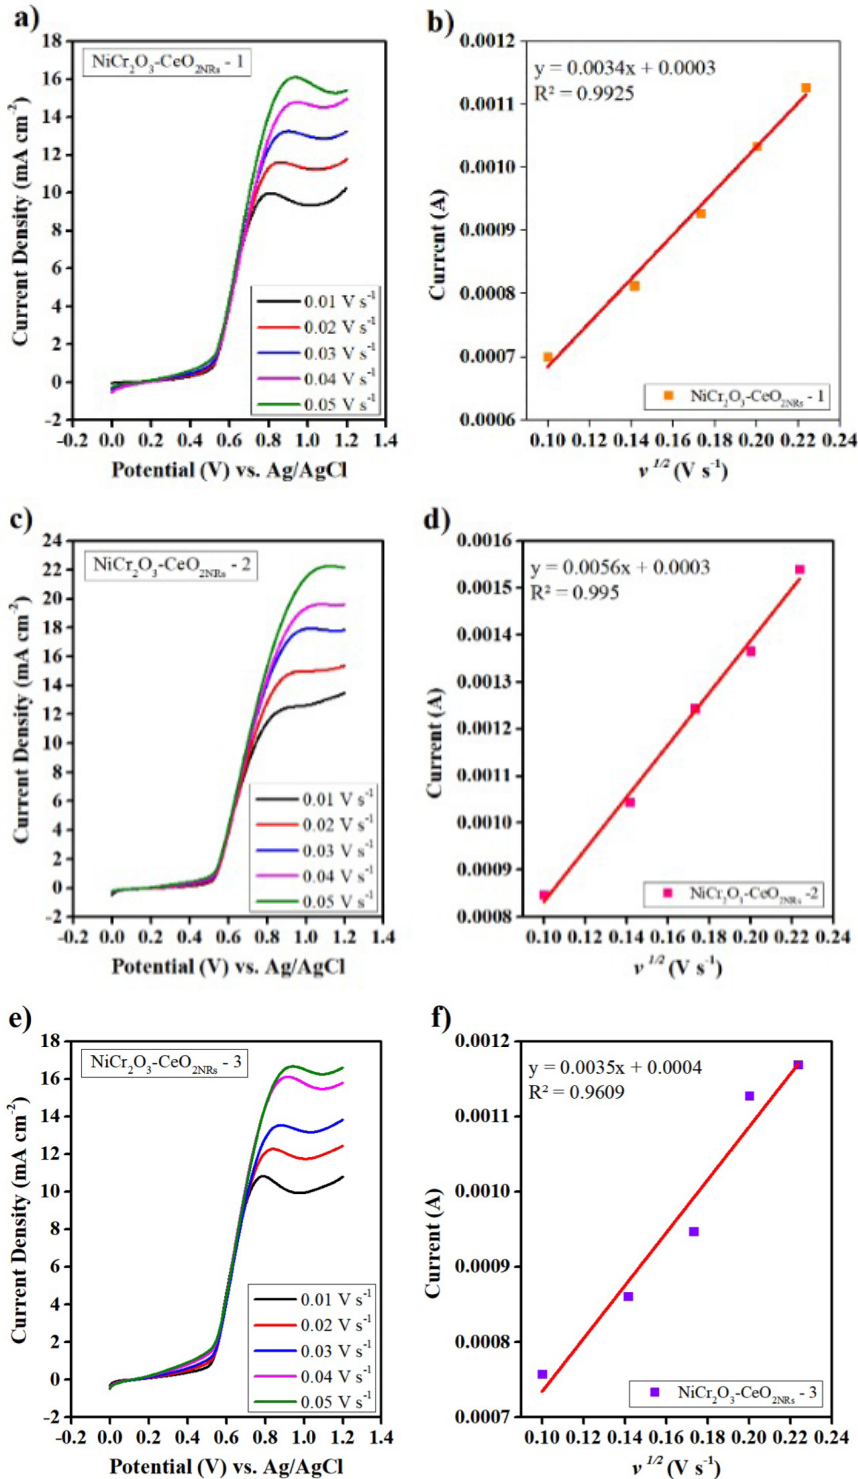 a)
NiCr₂O₃-CeO₂NRs - 1
Current Density (mA cm⁻²)
18
16
14
12
10
8
6
4
2
0
-2
0.01 V s⁻¹
0.02 V s⁻¹
0.03 V s⁻¹
0.04 V s⁻¹
0.05 V s⁻¹
-0.2 0.0 0.2 0.4 0.6 0.8 1.0 1.2 1.4
Potential (V) vs. Ag/AgCl
b)
y = 0.0034x + 0.0003
R² = 0.9925
Current (A)
0.0012
0.0011
0.0010
0.0009
0.0008
0.0007
0.0006
NiCr₂O₃-CeO₂NRs - 1
0.10 0.12 0.14 0.16 0.18 0.20 0.22 0.24
v ¹/² (V s⁻¹)
c)
NiCr₂O₃-CeO₂NRs - 2
Current Density (mA cm⁻²)
24
22
20
18
16
14
12
10
8
6
4
2
0
-2
0.01 V s⁻¹
0.02 V s⁻¹
0.03 V s⁻¹
0.04 V s⁻¹
0.05 V s⁻¹
-0.2 0.0 0.2 0.4 0.6 0.8 1.0 1.2 1.4
Potential (V) vs. Ag/AgCl
d)
y = 0.0056x + 0.0003
R² = 0.995
Current (A)
0.0016
0.0015
0.0014
0.0013
0.0012
0.0011
0.0010
0.0009
0.0008
NiCr₂O₃-CeO₂NRs -2
0.10 0.12 0.14 0.16 0.18 0.20 0.22 0.24
v ¹/² (V s⁻¹)
e)
NiCr₂O₃-CeO₂NRs - 3
Current Density (mA cm⁻²)
18
16
14
12
10
8
6
4
2
0
-2
0.01 V s⁻¹
0.02 V s⁻¹
0.03 V s⁻¹
0.04 V s⁻¹
0.05 V s⁻¹
-0.2 0.0 0.2 0.4 0.6 0.8 1.0 1.2 1.4
Potential (V) vs. Ag/AgCl
f)
y = 0.0035x + 0.0004
R² = 0.9609
Current (A)
0.0012
0.0011
0.0010
0.0009
0.0008
0.0007
NiCr₂O₃-CeO₂NRs - 3
0.10 0.12 0.14 0.16 0.18 0.20 0.22 0.24
v ¹/² (V s⁻¹)